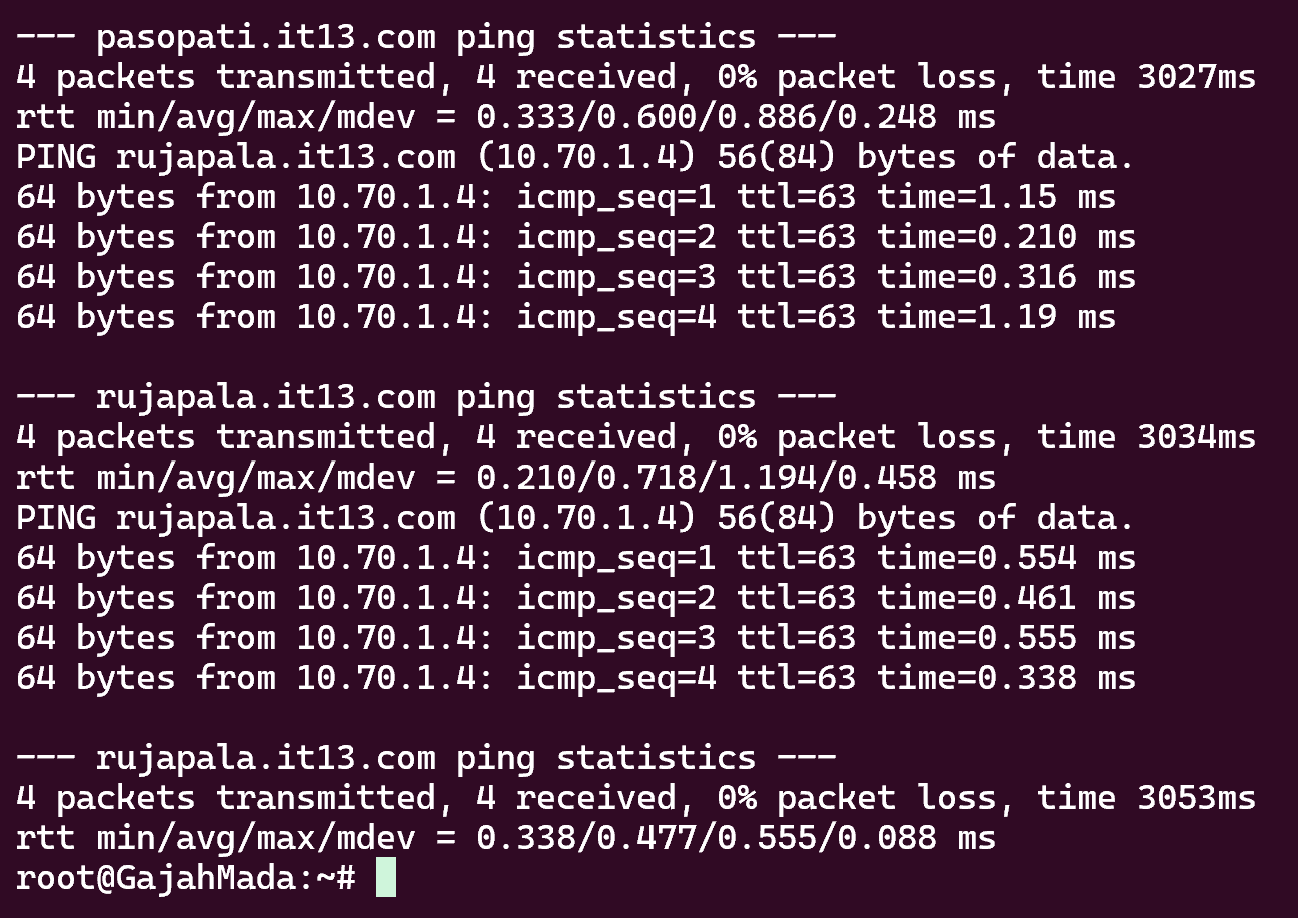 --- pasopati.it13.com ping statistics ---
4 packets transmitted, 4 received, 0% packet loss, time 3027ms
rtt min/avg/max/mdev = 0.333/0.600/0.886/0.248 ms
PING rujapala.it13.com (10.70.1.4) 56(84) bytes of data.
64 bytes from 10.70.1.4: icmp_seq=1 ttl=63 time=1.15 ms
64 bytes from 10.70.1.4: icmp_seq=2 ttl=63 time=0.210 ms
64 bytes from 10.70.1.4: icmp_seq=3 ttl=63 time=0.316 ms
64 bytes from 10.70.1.4: icmp_seq=4 ttl=63 time=1.19 ms

--- rujapala.it13.com ping statistics ---
4 packets transmitted, 4 received, 0% packet loss, time 3034ms
rtt min/avg/max/mdev = 0.210/0.718/1.194/0.458 ms
PING rujapala.it13.com (10.70.1.4) 56(84) bytes of data.
64 bytes from 10.70.1.4: icmp_seq=1 ttl=63 time=0.554 ms
64 bytes from 10.70.1.4: icmp_seq=2 ttl=63 time=0.461 ms
64 bytes from 10.70.1.4: icmp_seq=3 ttl=63 time=0.555 ms
64 bytes from 10.70.1.4: icmp_seq=4 ttl=63 time=0.338 ms

--- rujapala.it13.com ping statistics ---
4 packets transmitted, 4 received, 0% packet loss, time 3053ms
rtt min/avg/max/mdev = 0.338/0.477/0.555/0.088 ms
root@GajahMada:~#